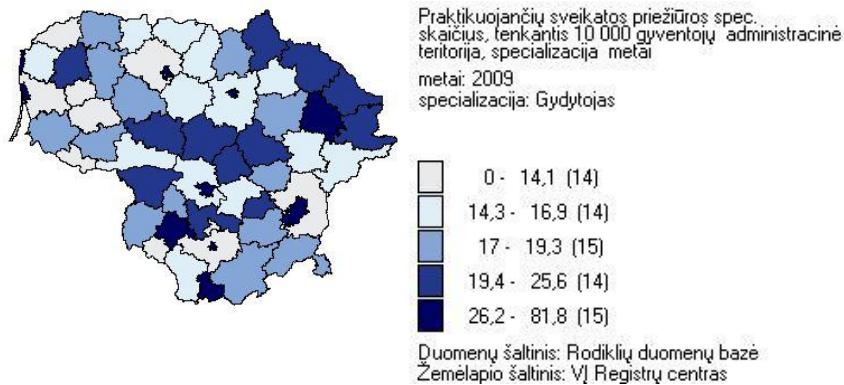 Praktikuojančių sveikatos priežiūros spec.
skaičius, tenkantis 10 000 gyventojų administracinė
teritorija, specializacija metai
metai: 2009
specializacija: Gydytojas
0 - 14,1 (14)
14,3 - 16,9 (14)
17 - 19,3 (15)
19,4 - 25,6 (14)
26,2 - 81,8 (15)
Duomenų šaltinis: Rodiklių duomenų bazė
Žemėlapio šaltinis: VĮ Registrų centras